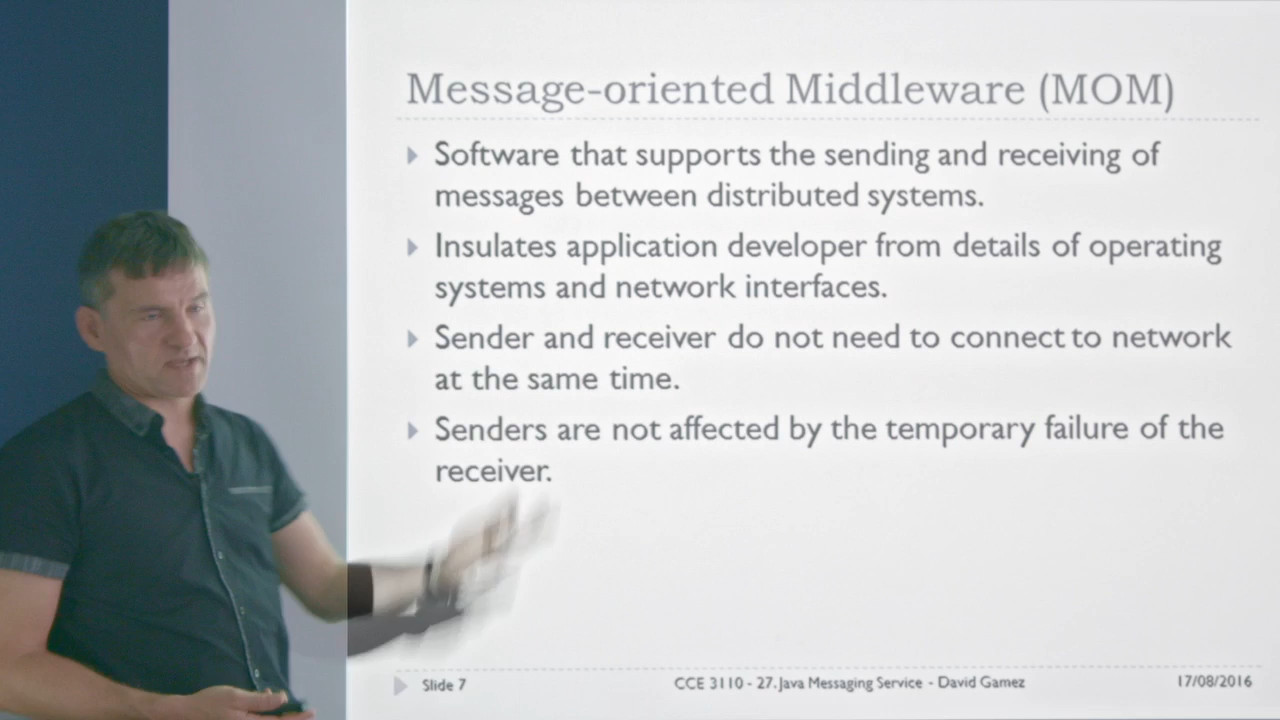 Message-oriented Middleware (MOM)
Software that supports the sending and receiving of
messages between distributed systems.
Insulates application developer from details of operating
systems and network interfaces.
Sender and receiver do not need to connect to network
at the same time.
Senders are not affected by the temporary failure of the
receiver.
Slide 7
CCE 3110 - 27. Java Messaging Service - David Gamez
17/08/2016